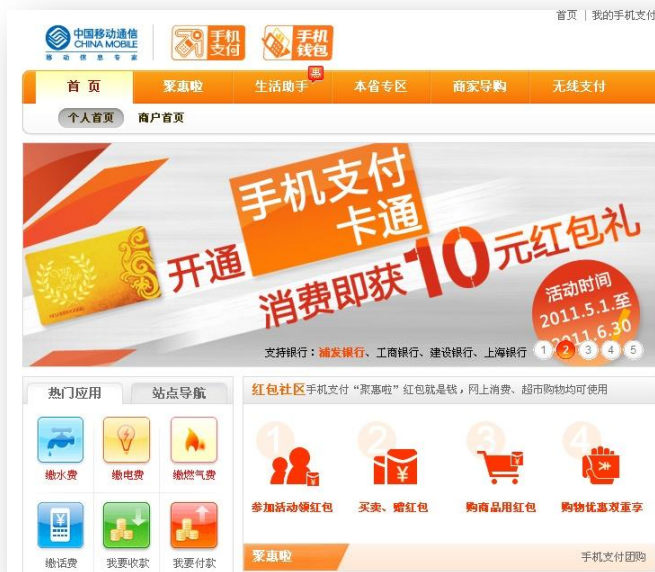 首页 | 我的手机支付
中国移动通信
CHINA MOBILE
移动信息专家
手机支付
手机钱包
首页 聚惠啦 生活助手 惠 本省专区 商家导购 无线支付
个人首页 商户首页
手机支付
卡通
开通
消费即获10元红包礼
活动时间
2011.5.1.至
2011.6.30
支持银行：浦发银行、工商银行、建设银行、上海银行
1 2 3 4 5
热门应用 站点导航
红包社区 手机支付“聚惠啦”红包就是钱，网上消费、超市购物均可使用
1 2 3 4
缴水费 缴电费 缴燃气费
参加活动领红包 买卖、赠红包 购商品用红包 购物优惠双重享
缴话费 我要收款 我要付款
聚惠啦 手机支付团购